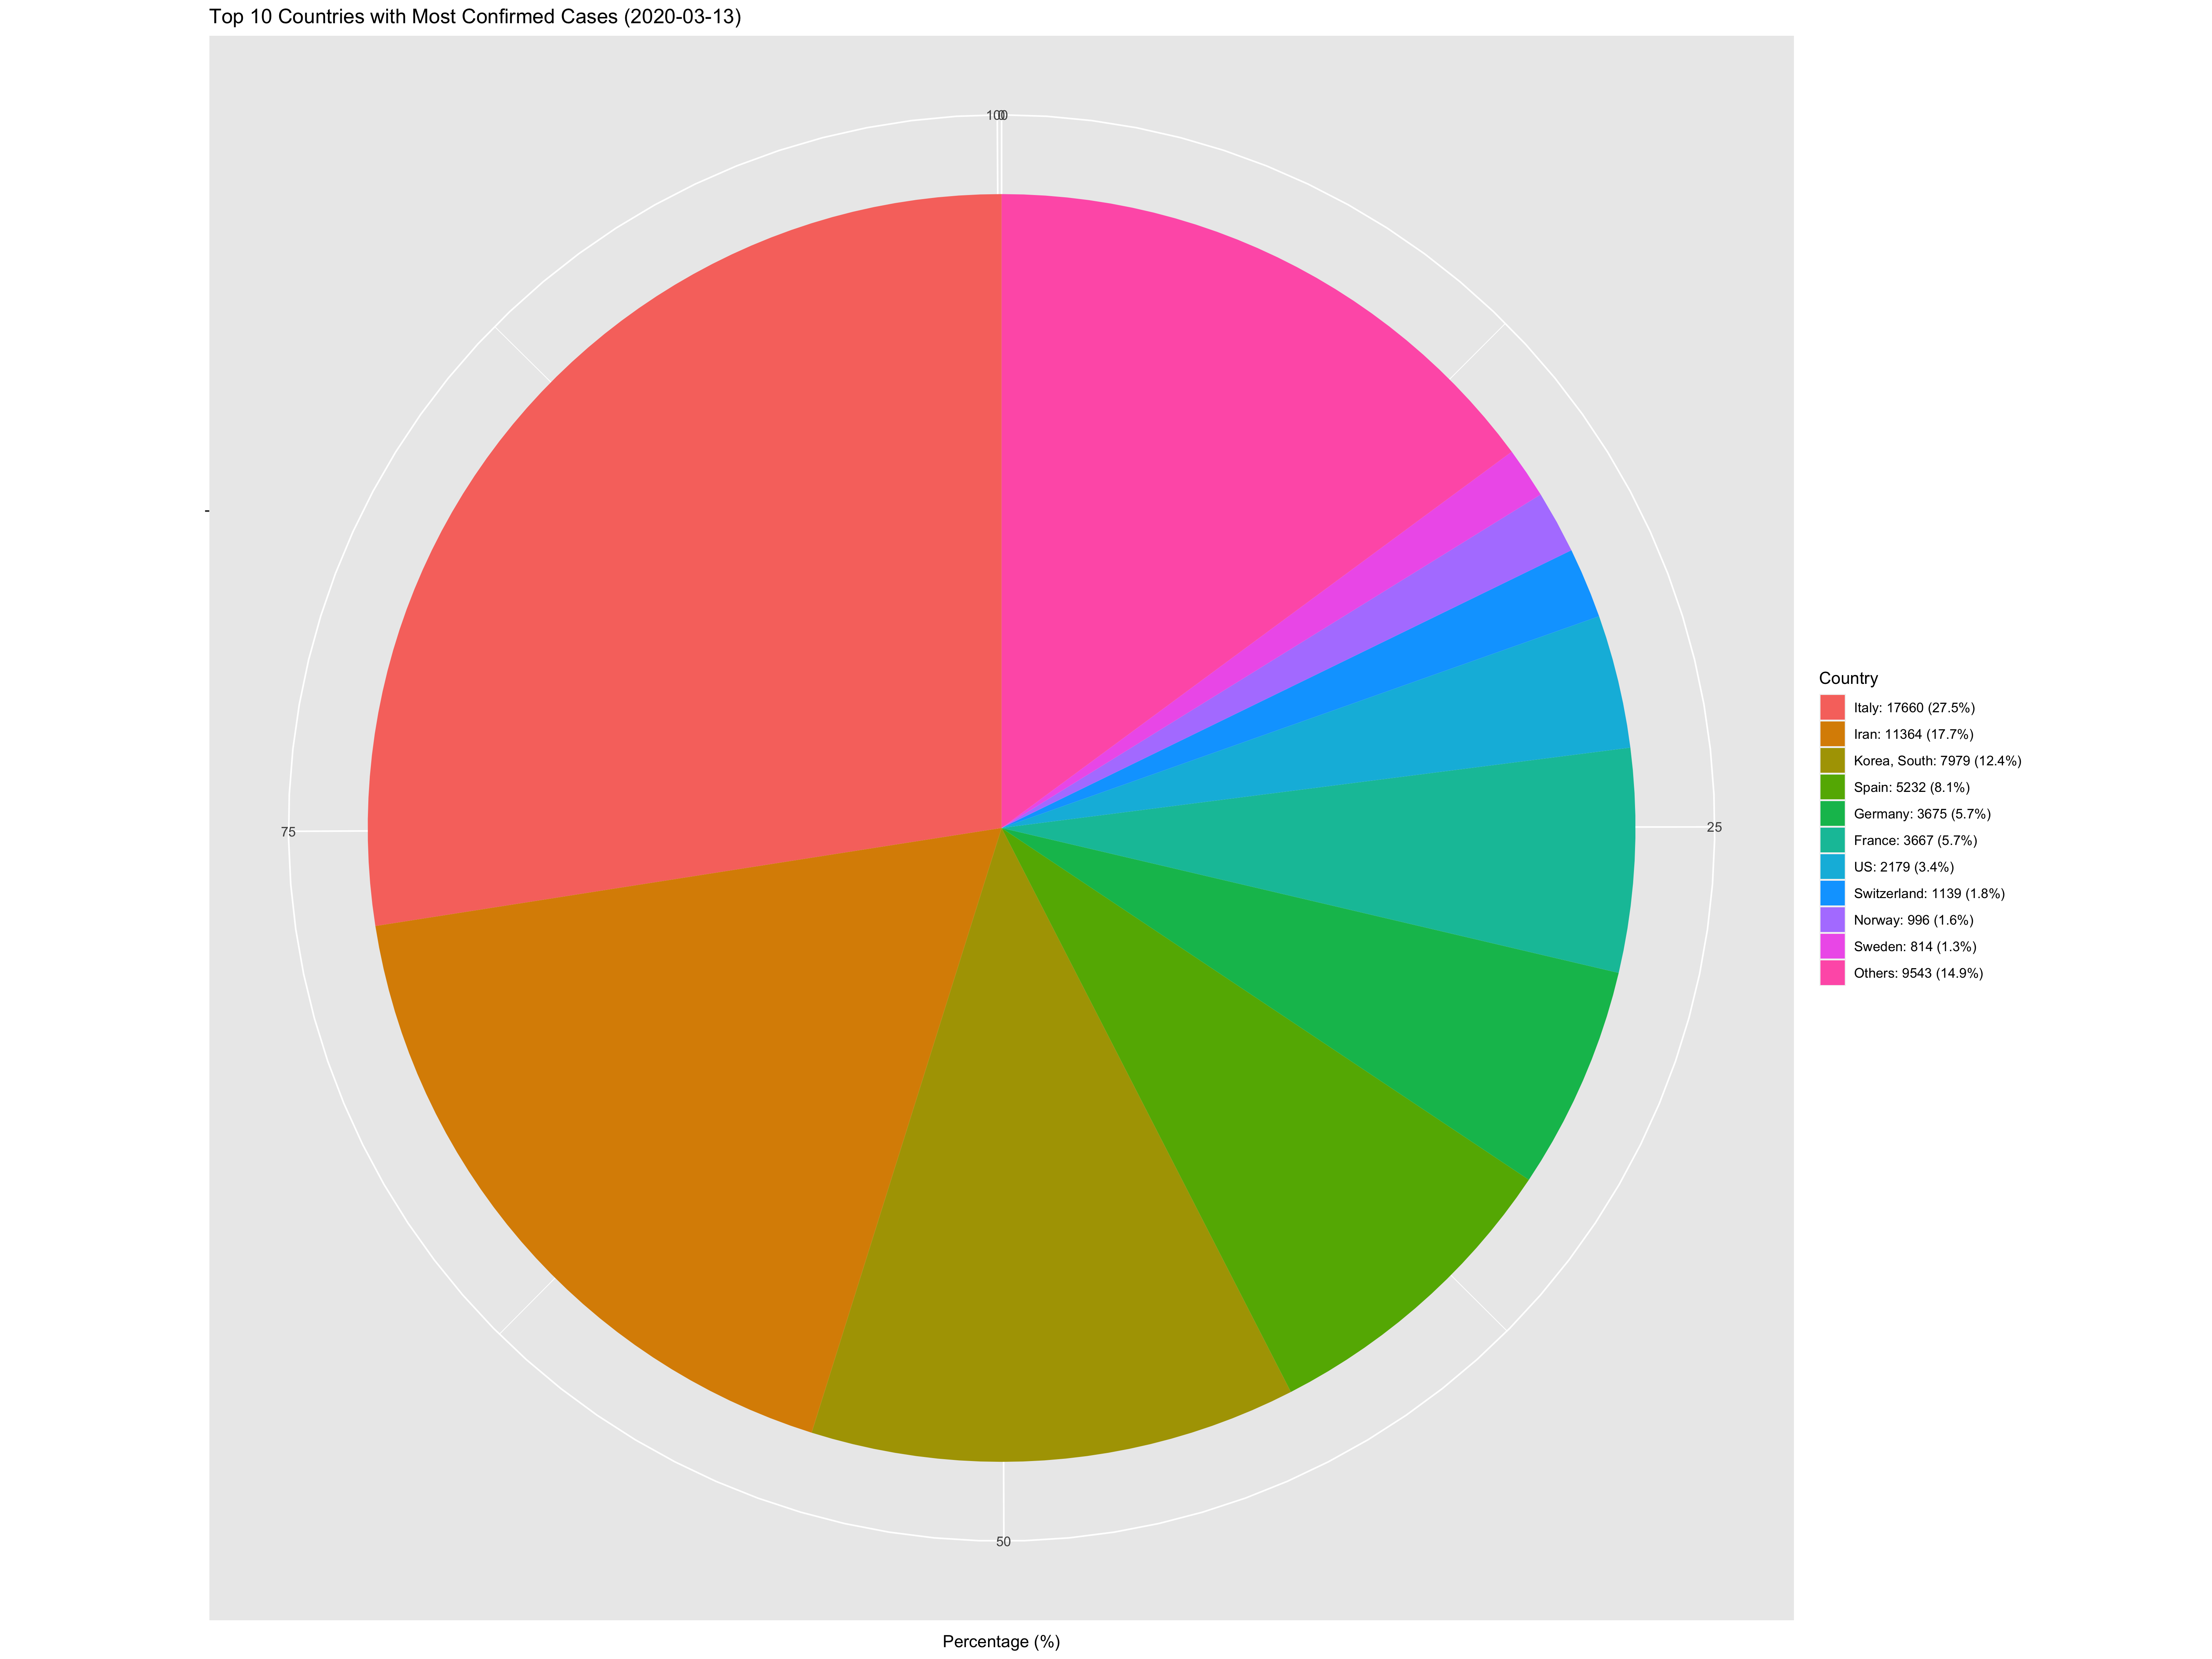 Top 10 Countries with Most Confirmed Cases (2020-03-13)
100
0
75
25
50
Percentage (%)
Country
Italy: 17660 (27.5%)
Iran: 11364 (17.7%)
Korea, South: 7979 (12.4%)
Spain: 5232 (8.1%)
Germany: 3675 (5.7%)
France: 3667 (5.7%)
US: 2179 (3.4%)
Switzerland: 1139 (1.8%)
Norway: 996 (1.6%)
Sweden: 814 (1.3%)
Others: 9543 (14.9%)